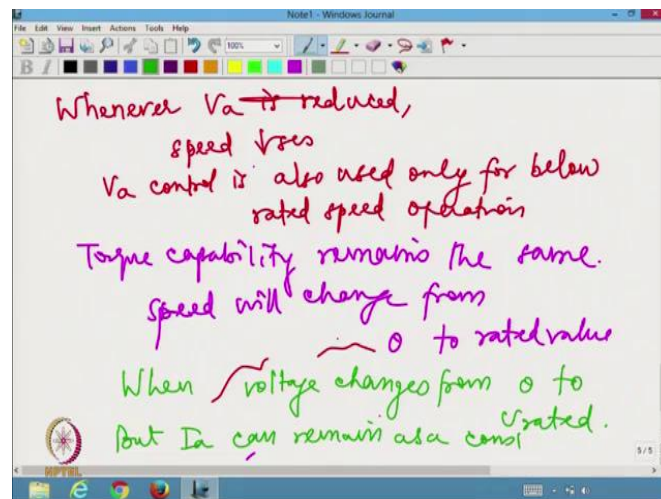 Note1 - Windows Journal
File Edit View Insert Actions Tools Help
100%
B I
Whenever Va is reduced,
speed ↓ses
Va control is also used only for below
rated speed operation
Torque capability remains the same.
speed will change from
0 to rated value
When voltage changes from 0 to
Vrated.
But Ia can remain as a const
5/5
NPTEL